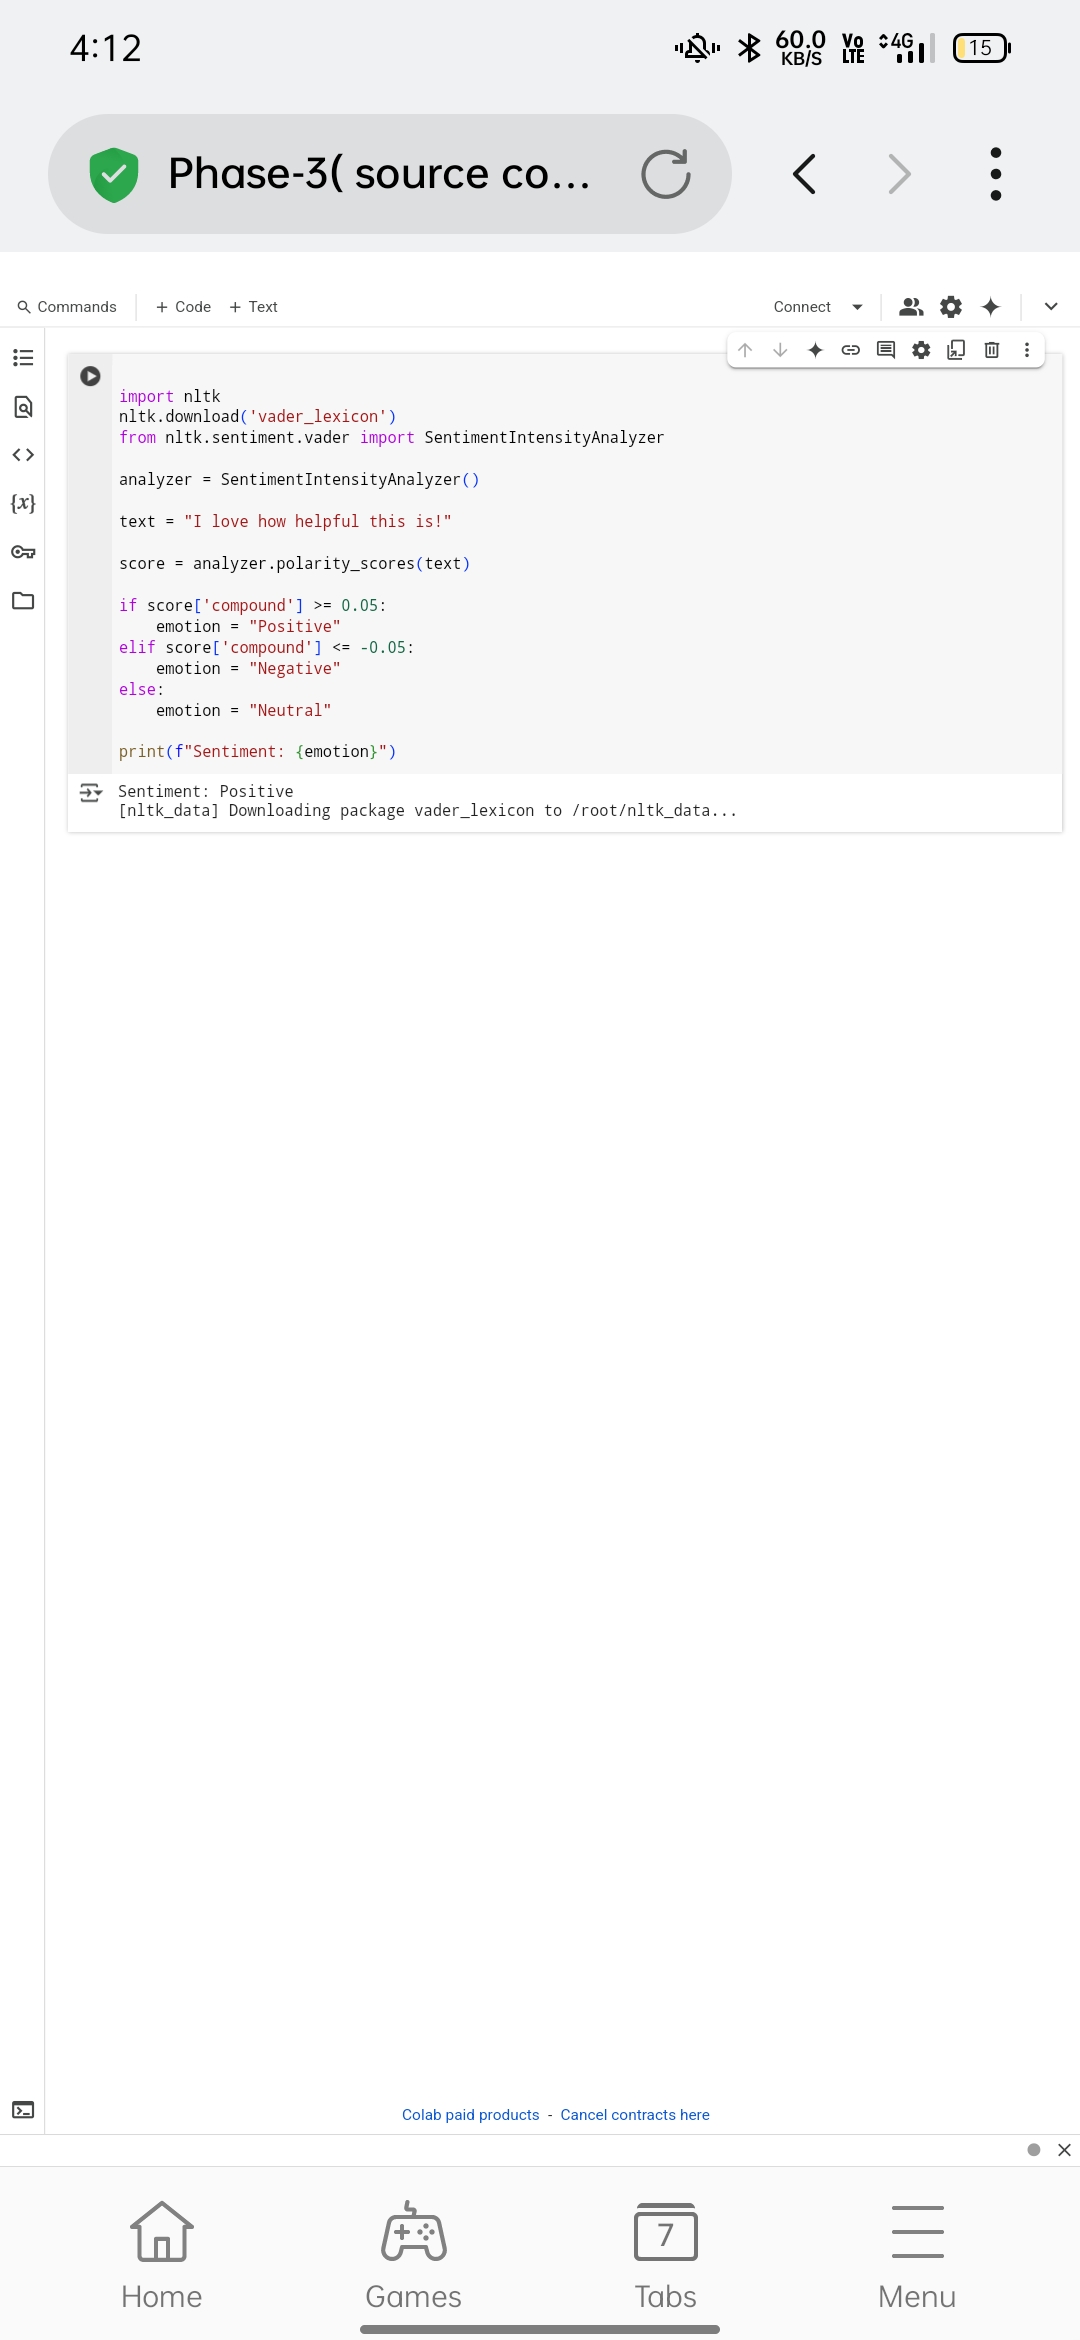 4:12
60.0
KB/S
Vo
LTE
4G
15
Phase-3( source co...
Commands
+ Code
+ Text
Connect
import nltk
nltk.download('vader_lexicon')
from nltk.sentiment.vader import SentimentIntensityAnalyzer
analyzer = SentimentIntensityAnalyzer()
text = "I love how helpful this is!"
score = analyzer.polarity_scores(text)
if score['compound'] >= 0.05:
    emotion = "Positive"
elif score['compound'] <= -0.05:
    emotion = "Negative"
else:
    emotion = "Neutral"
print(f"Sentiment: {emotion}")
Sentiment: Positive
[nltk_data] Downloading package vader_lexicon to /root/nltk_data...
{x}
Colab paid products - Cancel contracts here
7
Home
Games
Tabs
Menu